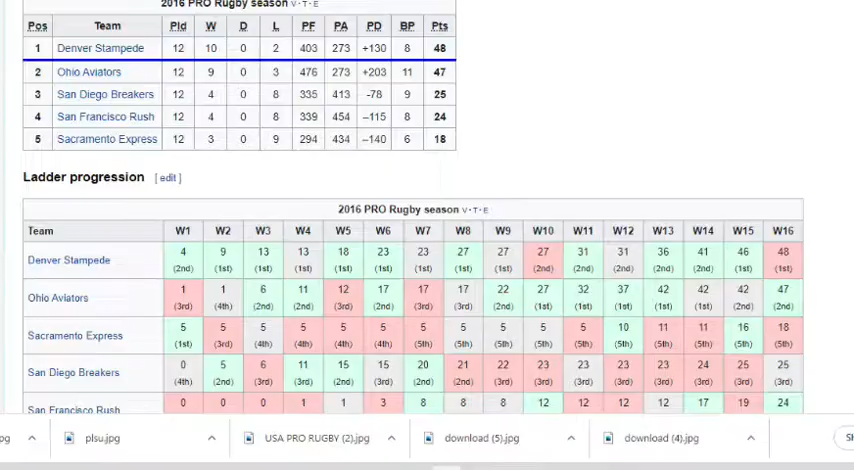 2016 PRO Rugby season V·T·E
Pos Team Pld W D L PF PA PD BP Pts
1 Denver Stampede 12 10 0 2 403 273 +130 8 48
2 Ohio Aviators 12 9 0 3 476 273 +203 11 47
3 San Diego Breakers 12 4 0 8 335 413 -78 9 25
4 San Francisco Rush 12 4 0 8 339 454 –115 8 24
5 Sacramento Express 12 3 0 9 294 434 –140 6 18
Ladder progression [ edit ]
2016 PRO Rugby season V·T·E
Team W1 W2 W3 W4 W5 W6 W7 W8 W9 W10 W11 W12 W13 W14 W15 W16
4 9 13 13 18 23 23 27 27 27 31 31 36 41 46 48
Denver Stampede
(2nd) (1st) (1st) (1st) (1st) (1st) (1st) (1st) (1st) (2nd) (2nd) (2nd) (2nd) (2nd) (1st) (1st)
1 1 6 11 12 17 17 17 22 27 32 37 42 42 42 47
Ohio Aviators
(3rd) (4th) (2nd) (2nd) (3rd) (2nd) (3rd) (3rd) (2nd) (1st) (1st) (1st) (1st) (1st) (2nd) (2nd)
5 5 5 5 5 5 5 5 5 5 5 10 11 11 16 18
Sacramento Express
(1st) (3rd) (4th) (4th) (4th) (4th) (5th) (5th) (5th) (5th) (5th) (5th) (5th) (5th) (5th) (5th)
0 5 6 11 15 15 20 21 22 23 23 23 23 24 25 25
San Diego Breakers
(4th) (2nd) (3rd) (3rd) (2nd) (3rd) (2nd) (2nd) (3rd) (3rd) (3rd) (3rd) (3rd) (3rd) (3rd) (3rd)
0 0 0 1 1 3 8 8 8 12 12 12 12 17 19 24
San Francisco Rush
pg plsu.jpg USA PRO RUGBY (2).jpg download (5).jpg download (4).jpg